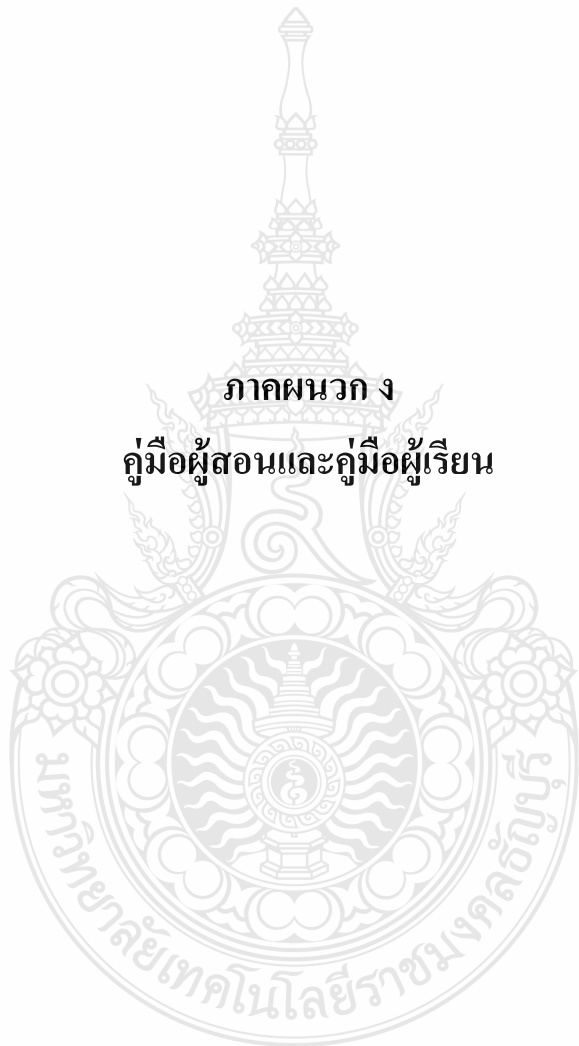 ภาคผนวก ง
คู่มือผู้สอนและคู่มือผู้เรียน
มหาวิทยาลัยเทคโนโลยีราชมงคลธัญบุรี